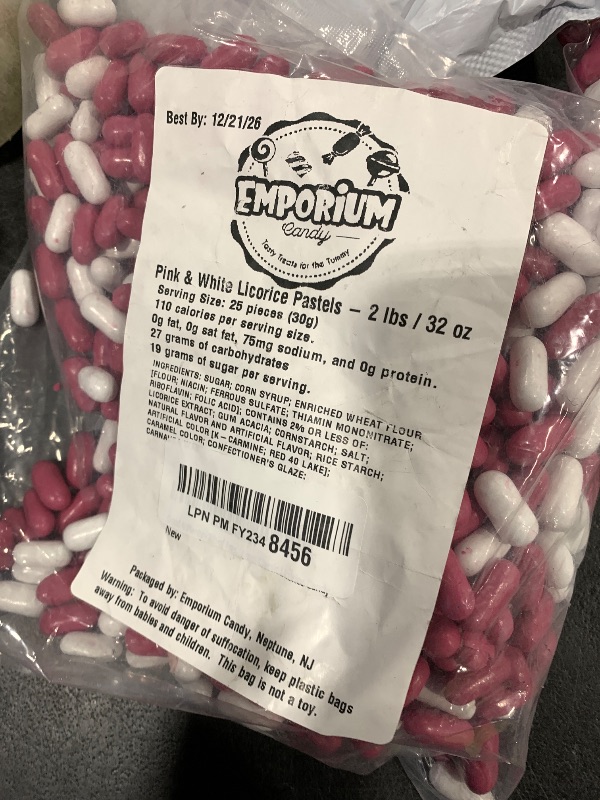 Best By: 12/21/26
EMPORiUM
Candy
Tasty Treats for the Tummy
Pink & White Licorice Pastels – 2 lbs / 32 oz
Serving Size: 25 pieces (30g)
110 calories per serving size.
0g fat, 0g sat fat, 75mg sodium, and 0g protein.
27 grams of carbohydrates
19 grams of sugar per serving.
INGREDIENTS: SUGAR; CORN SYRUP; ENRICHED WHEAT FLOUR
[FLOUR; NIACIN; FERROUS SULFATE; THIAMIN MONONITRATE;
RIBOFLAVIN; FOLIC ACID]; CONTAINS 2% OR LESS OF:
LICORICE EXTRACT; GUM ACACIA; CORNSTARCH; SALT;
NATURAL FLAVOR AND ARTIFICIAL FLAVOR; RICE STARCH;
ARTIFICIAL COLOR [K – CARMINE; RED 40 LAKE];
CARAMEL COLOR; CONFECTIONER'S GLAZE;
LPN PM FY234 8456
New
Packaged by: Emporium Candy, Neptune, NJ
Warning: To avoid danger of suffocation, keep plastic bags
away from babies and children. This bag is not a toy.